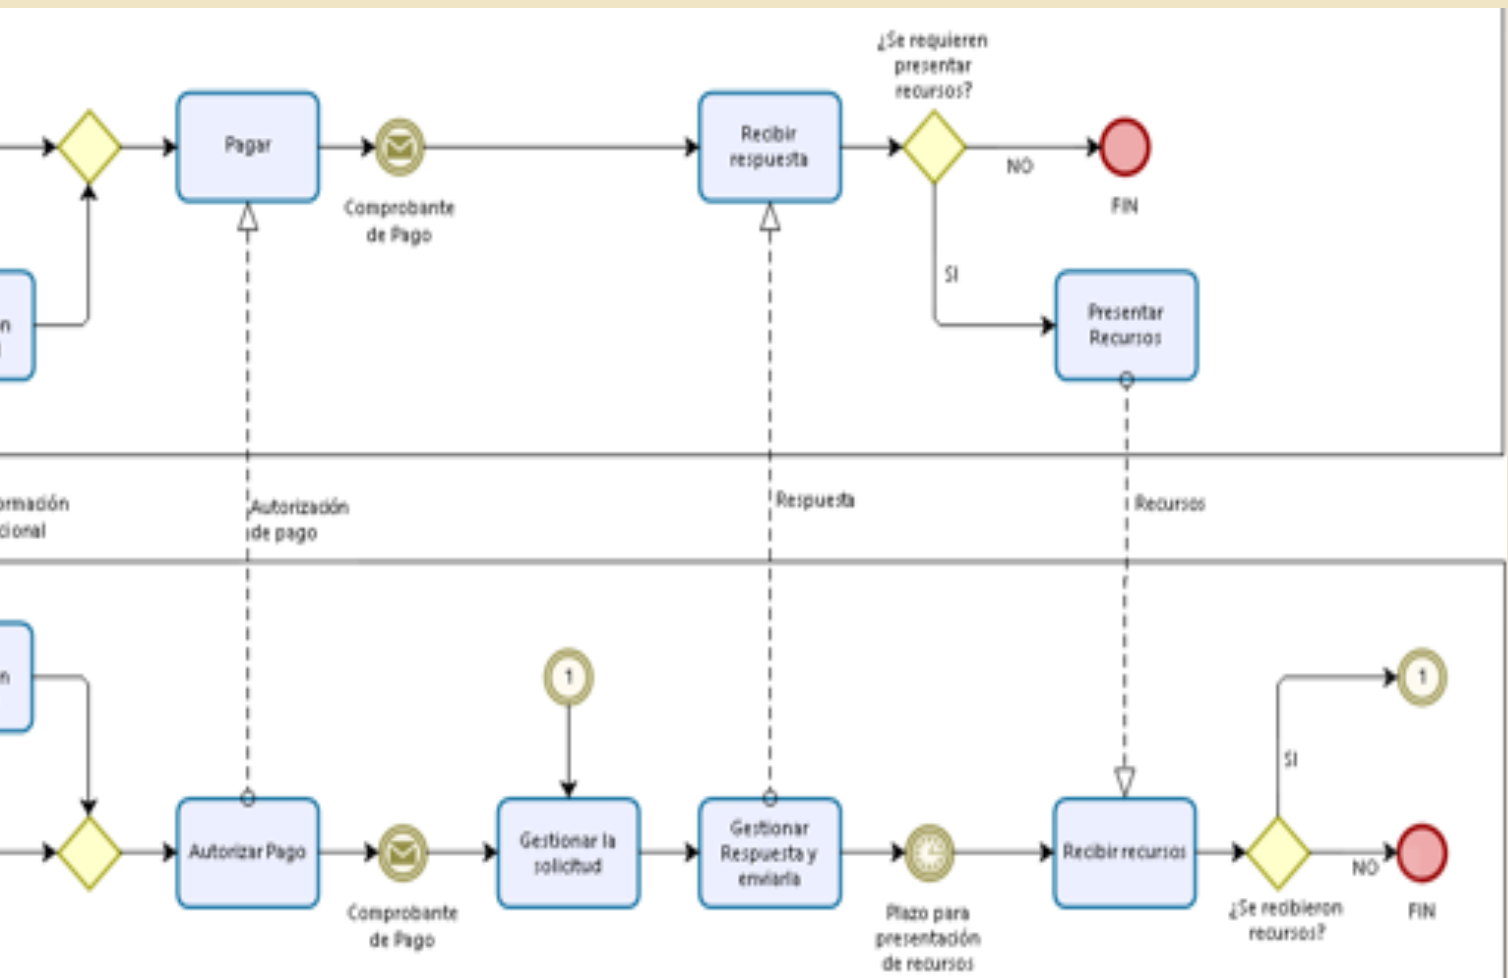 ¿Se requieren
presentar
recursos?
Pagar
Recibir
respuesta
NO
Comprobante
de Pago
FIN
SI
Presentar
Recursos
n
ormación
cional
Autorización
de pago
Respuesta
Recursos
n
1
1
SI
Autorizar Pago
Gestionar la
solicitud
Gestionar
Respuesta y
enviarla
Recibir recursos
NO
Comprobante
de Pago
Plazo para
presentación
de recursos
¿Se recibieron
recursos?
FIN